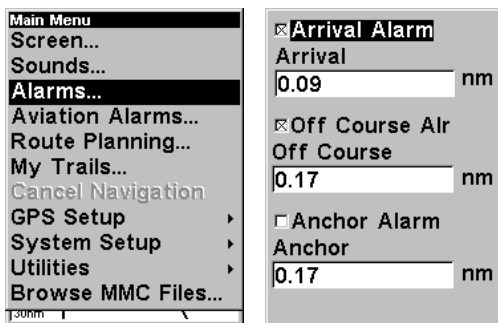 Main Menu
Screen...
Sounds...
Alarms...
Aviation Alarms...
Route Planning...
My Trails...
Cancel Navigation
GPS Setup
System Setup
Utilities
Browse MMC Files...
Arrival Alarm
Arrival
0.09 nm
Off Course Alr
Off Course
0.17 nm
Anchor Alarm
Anchor
0.17 nm